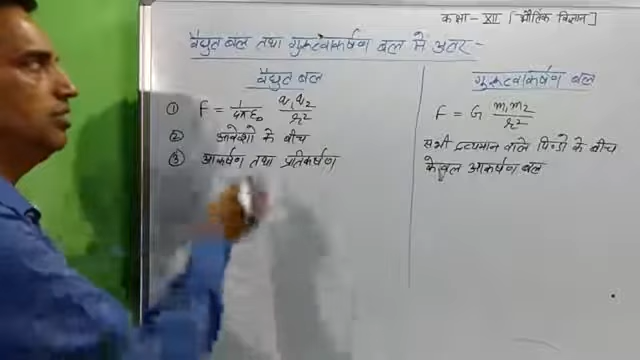 कक्षा - XII [भौतिक विज्ञान]
वैद्युत बल तथा गुरुत्वाकर्षण बल में अंतर -
वैद्युत बल
① F = 1/4πε₀ q₁q₂/r²
② आवेशो के बीच
③ आकर्षण तथा प्रतिकर्षण
गुरुत्वाकर्षण बल
F = G m₁m₂/r²
सभी द्रव्यमान वाले पिण्डो के बीच
केवल आकर्षण बल